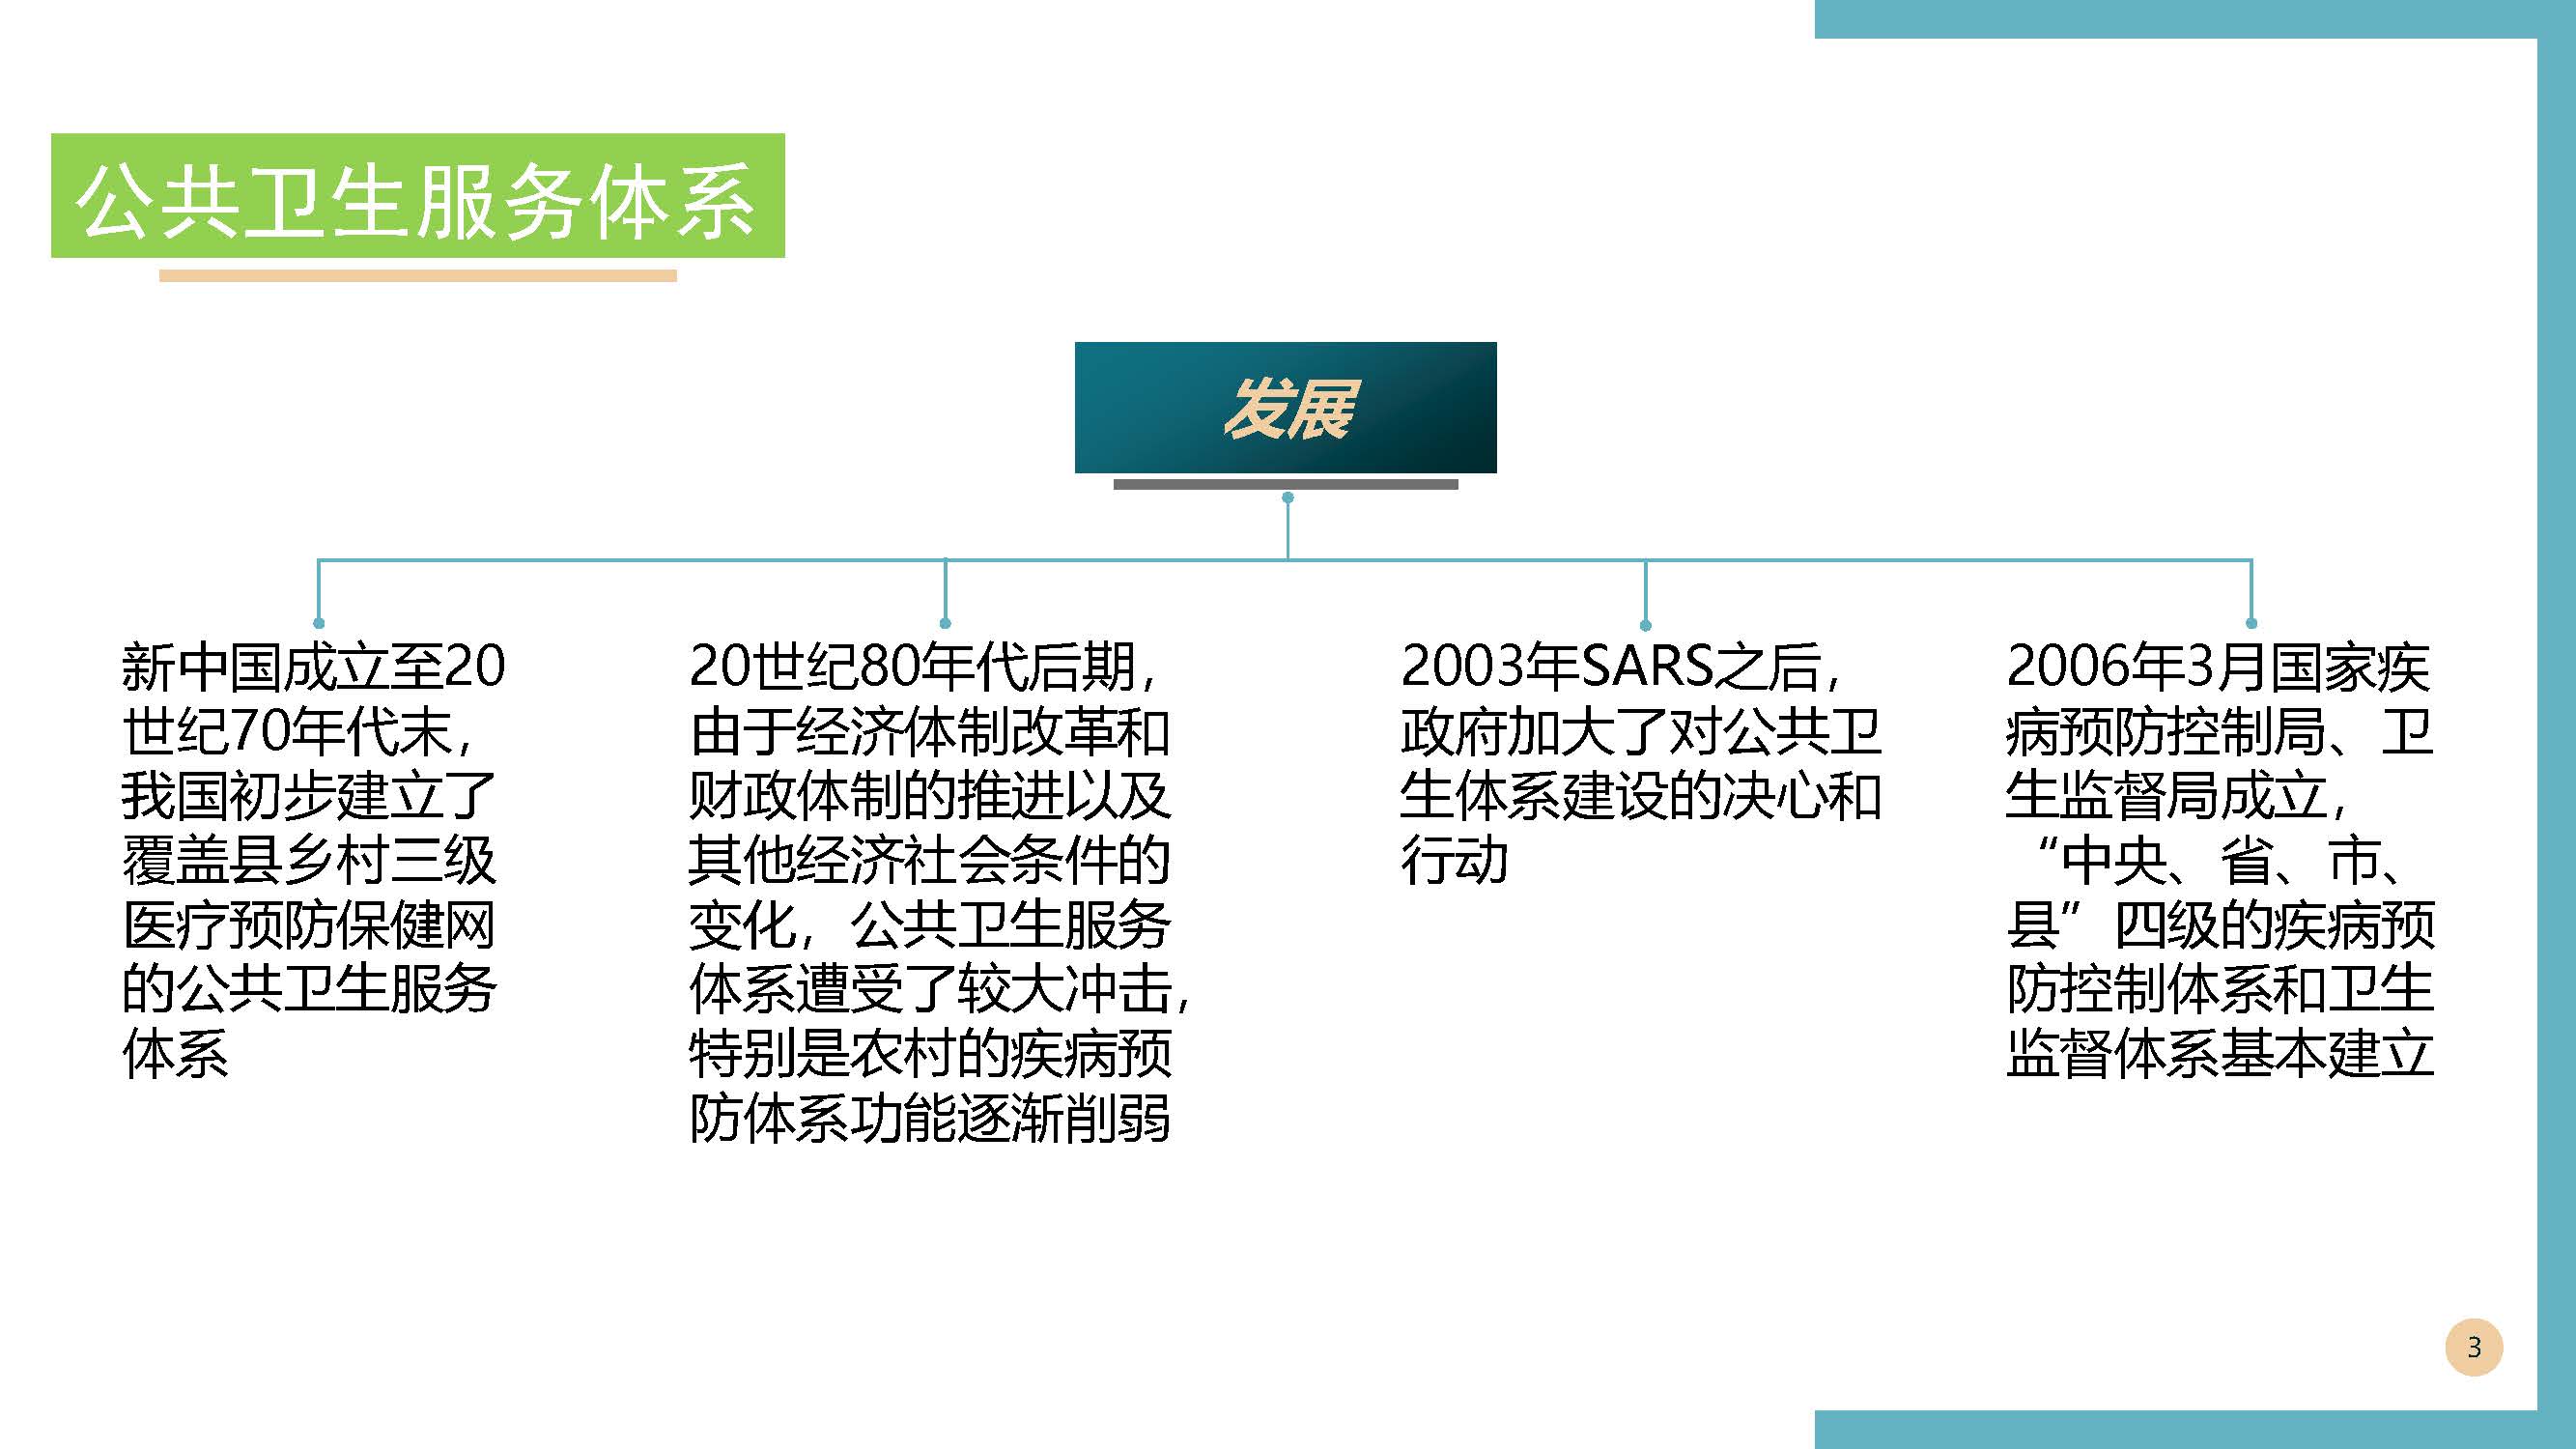 公共卫生服务体系
发展
新中国成立至20
世纪70年代末，
我国初步建立了
覆盖县乡村三级
医疗预防保健网
的公共卫生服务
体系
20世纪80年代后期，
由于经济体制改革和
财政体制的推进以及
其他经济社会条件的
变化，公共卫生服务
体系遭受了较大冲击，
特别是农村的疾病预
防体系功能逐渐削弱
2003年SARS之后，
政府加大了对公共卫
生体系建设的决心和
行动
2006年3月国家疾
病预防控制局、卫
生监督局成立，
“中央、省、市、
县”四级的疾病预
防控制体系和卫生
监督体系基本建立
3